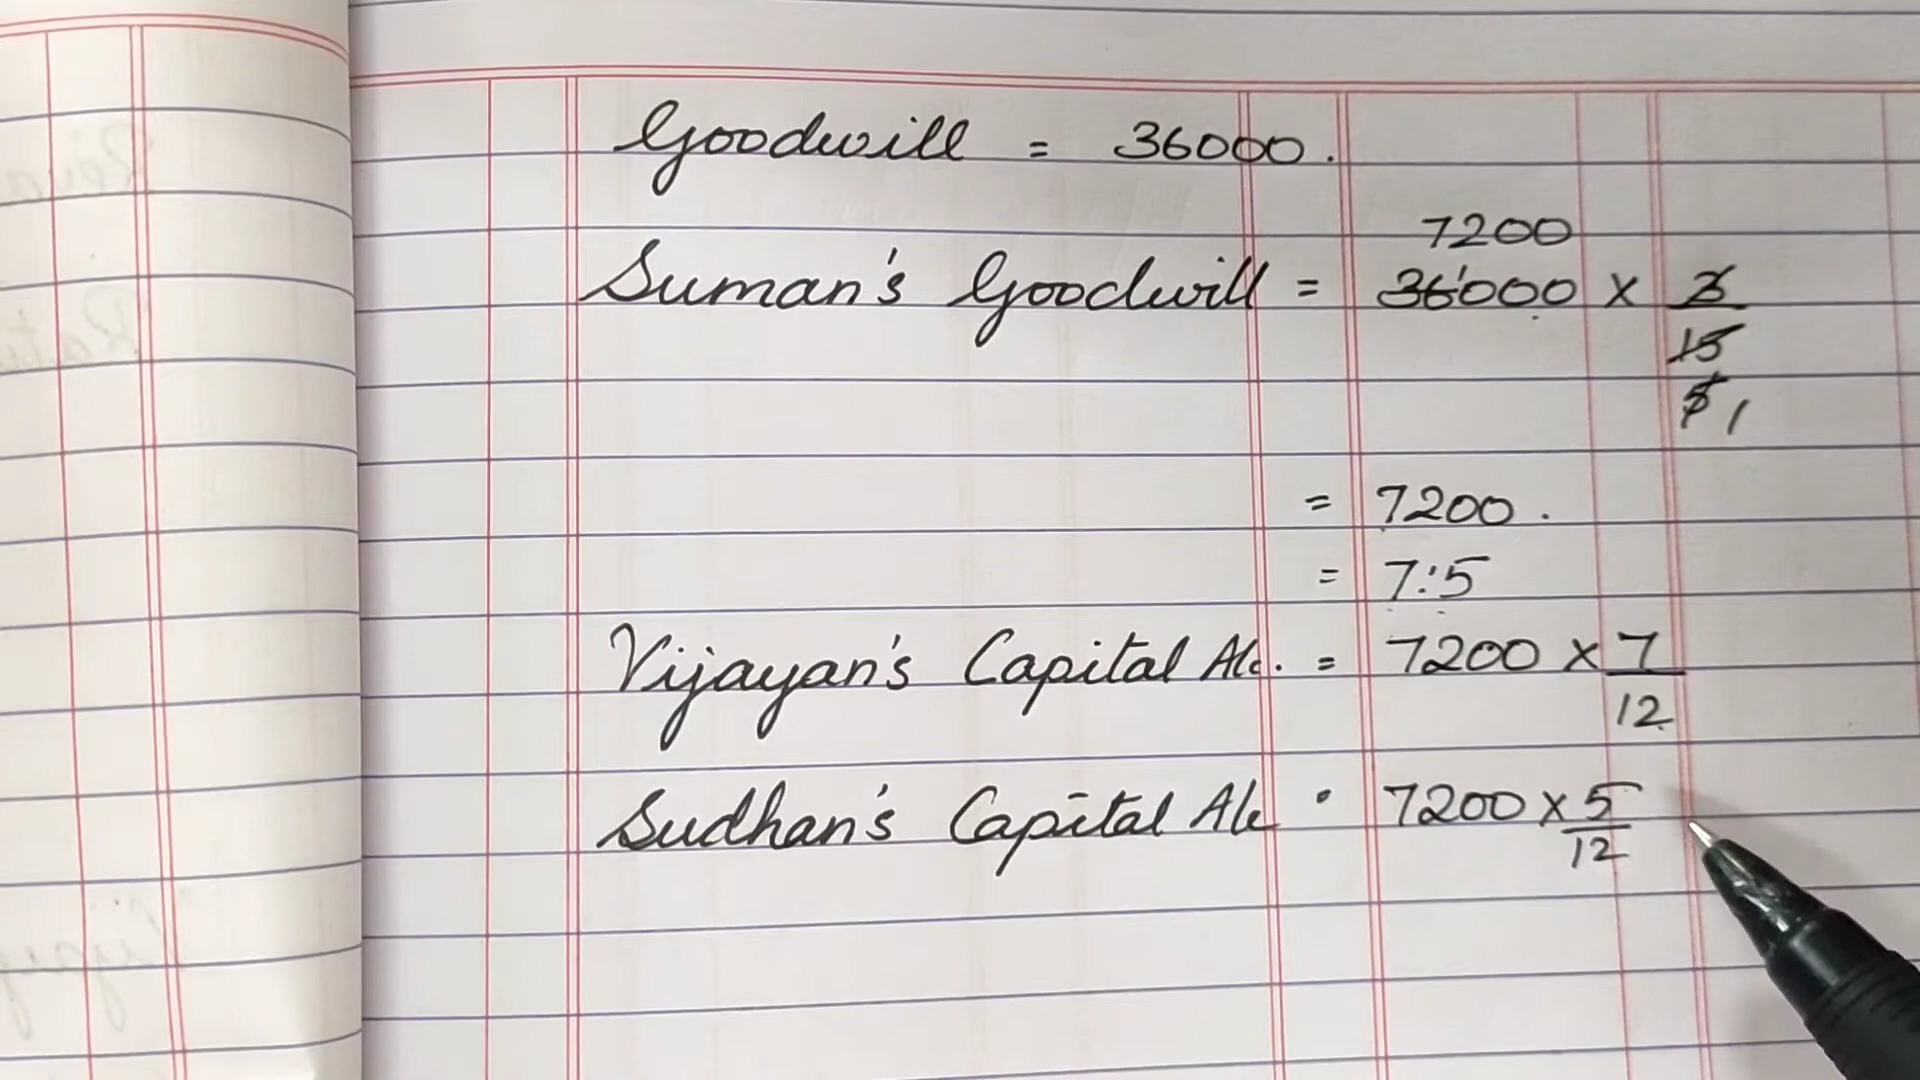 Goodwill = 36000.
7200
Suman's Goodwill = 36000 × 3
15
5 1
= 7200.
= 7:5
Vijayan's Capital A/c. = 7200 × 7
12
Sudhan's Capital A/c = 7200 × 5
12